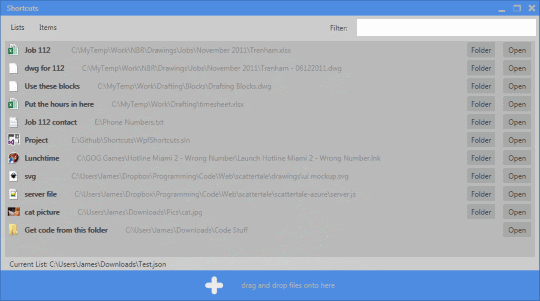 Shortcuts
Lists Items Filter:
Job 112 C:\MyTemp\Work\NBR\Drawings\Jobs\November 2011\Trenham.xlsx Folder Open
dwg for 112 C:\MyTemp\Work\NBR\Drawings\Jobs\November 2011\Trenham - 06122011.dwg Folder Open
Use these blocks C:\MyTemp\Work\Drafting\Blocks\Drafting Blocks.dwg Folder Open
Put the hours in here C:\MyTemp\Work\Drafting\timesheet.xlsx Folder Open
Job 112 contact E:\Phone Numbers.txt Folder Open
Project E:\Github\Shortcuts\WpfShortcuts.sln Folder Open
Lunchtime C:\GOG Games\Hotline Miami 2 - Wrong Number\Launch Hotline Miami 2 - Wrong Number.lnk Folder Open
svg C:\Users\James\Dropbox\Programming\Code\Web\scattertale\drawings\ui mockup.svg Folder Open
server file C:\Users\James\Dropbox\Programming\Code\Web\scattertale\scattertale-asure\server.js Folder Open
cat picture C:\Users\James\Downloads\Pics\cat.jpg Folder Open
Get code from this folder C:\Users\James\Downloads\Code Stuff Open
Current List: C:\Users\James\Downloads\Test.json
drag and drop files onto here